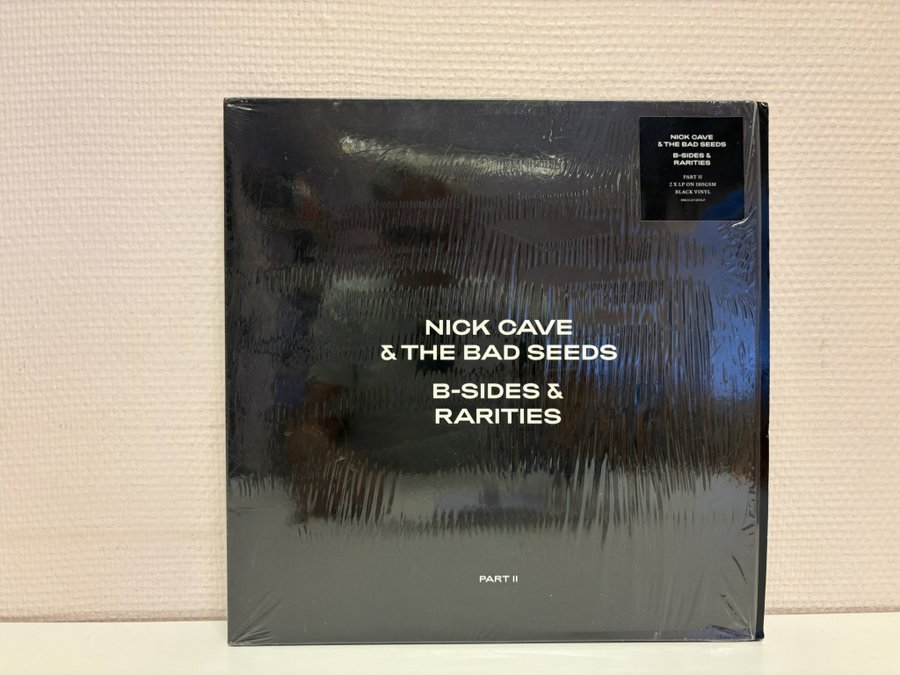 NICK CAVE
& THE BAD SEEDS
B-SIDES &
RARITIES
PART II
2 X LP ON 180GSM
BLACK VINYL
NICK CAVE
& THE BAD SEEDS
B-SIDES &
RARITIES
PART II